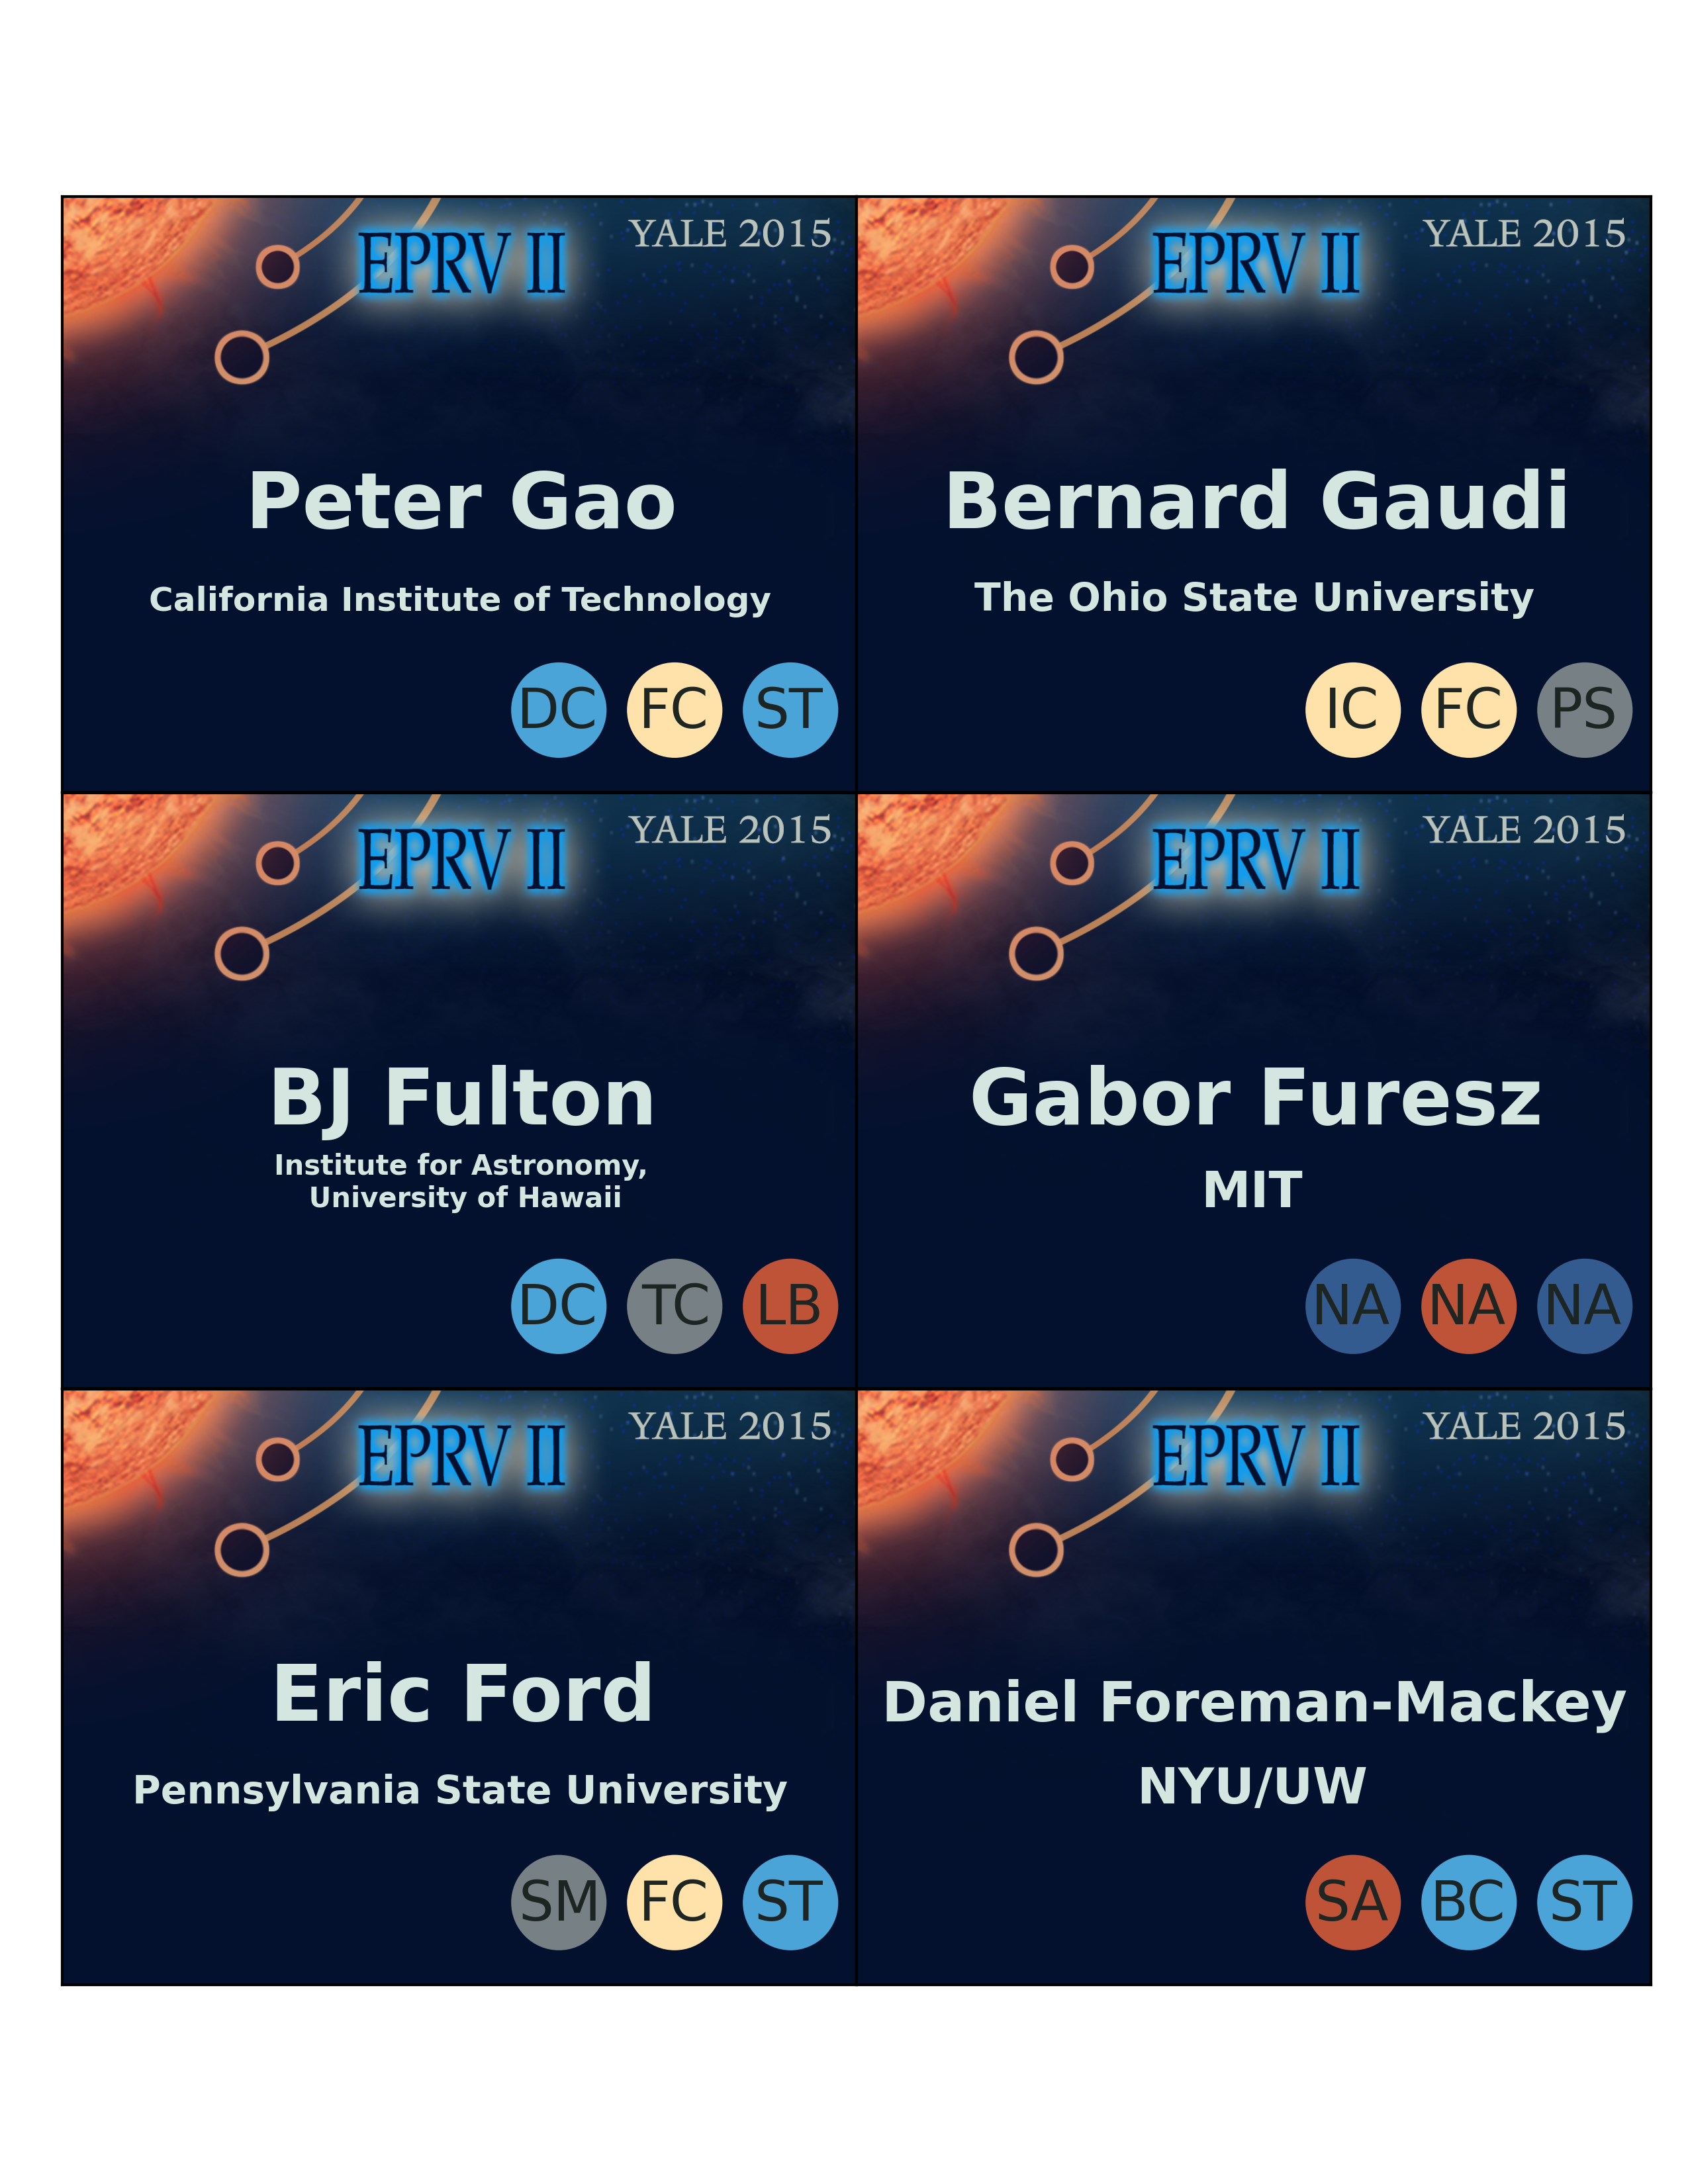 EPRV II
YALE 2015
Peter Gao
California Institute of Technology
DC FC ST
EPRV II
YALE 2015
Bernard Gaudi
The Ohio State University
IC FC PS
EPRV II
YALE 2015
BJ Fulton
Institute for Astronomy,
University of Hawaii
DC TC LB
EPRV II
YALE 2015
Gabor Furesz
MIT
NA NA NA
EPRV II
YALE 2015
Eric Ford
Pennsylvania State University
SM FC ST
EPRV II
YALE 2015
Daniel Foreman-Mackey
NYU/UW
SA BC ST